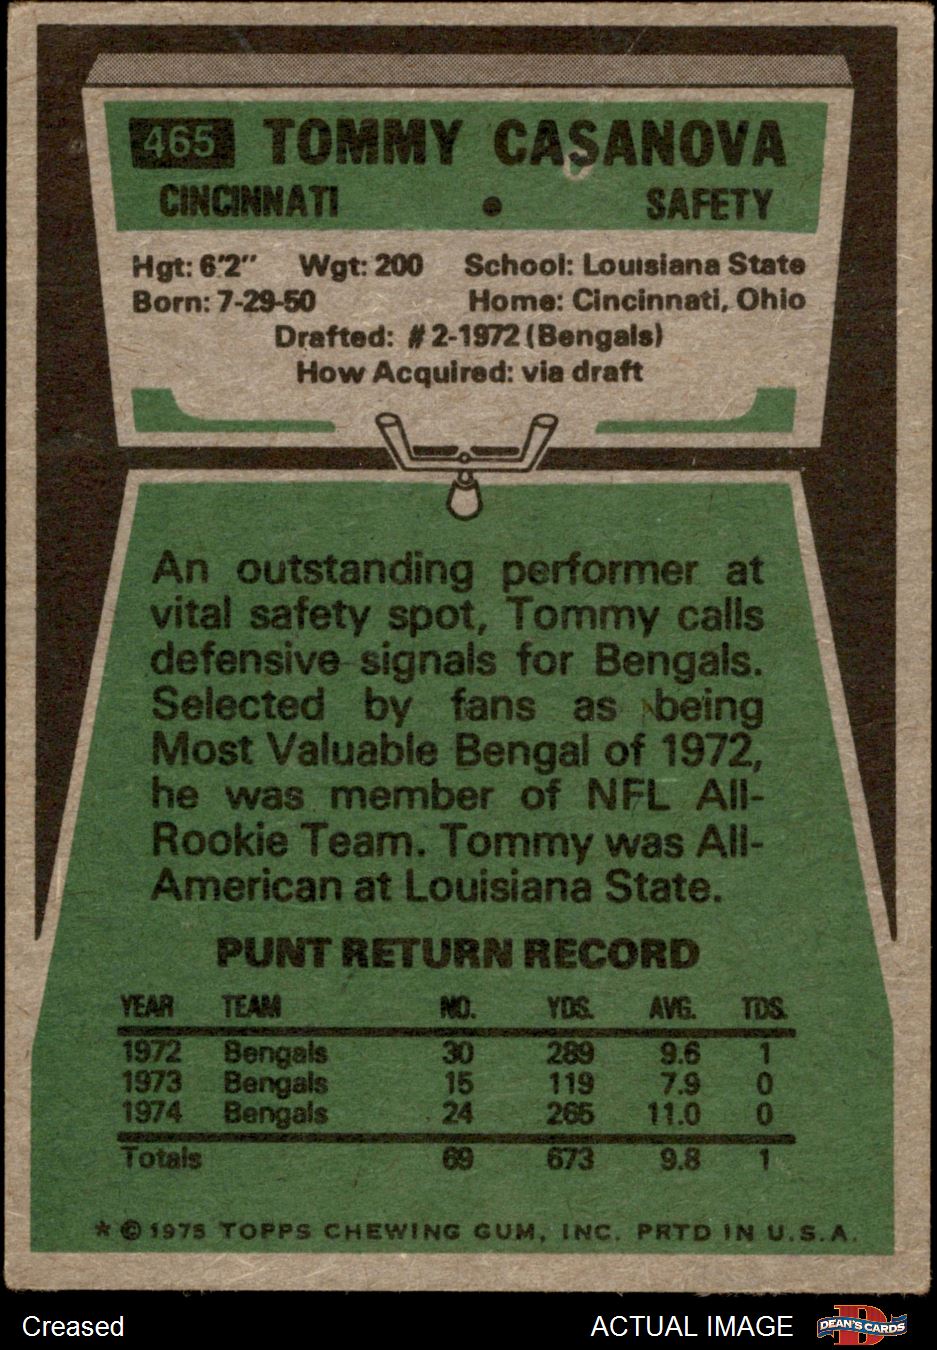 465 TOMMY CASANOVA
CINCINNATI • SAFETY
Hgt: 6'2" Wgt: 200 School: Louisiana State
Born: 7-29-50 Home: Cincinnati, Ohio
Drafted: #2-1972 (Bengals)
How Acquired: via draft
An outstanding performer at
vital safety spot, Tommy calls
defensive signals for Bengals.
Selected by fans as being
Most Valuable Bengal of 1972,
he was member of NFL All-
Rookie Team. Tommy was All-
American at Louisiana State.
PUNT RETURN RECORD
YEAR TEAM NO. YDS. AVG. TDS.
1972 Bengals 30 289 9.6 1
1973 Bengals 15 119 7.9 0
1974 Bengals 24 265 11.0 0
Totals 69 673 9.8 1
* © 1975 TOPPS CHEWING GUM, INC. PRTD IN U.S.A.
Creased ACTUAL IMAGE D DEAN'S CARDS